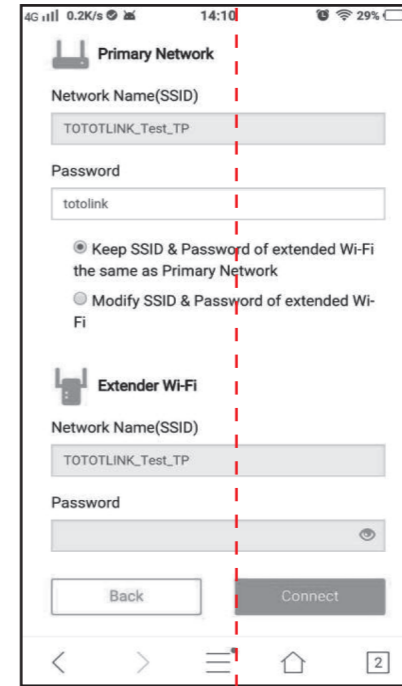 4G 0.2K/s 14:10 29%
Primary Network
Network Name(SSID)
TOTOTLINK_Test_TP
Password
totolink
Keep SSID & Password of extended Wi-Fi
the same as Primary Network
Modify SSID & Password of extended Wi-
Fi
Extender Wi-Fi
Network Name(SSID)
TOTOTLINK_Test_TP
Password
Back Connect
2